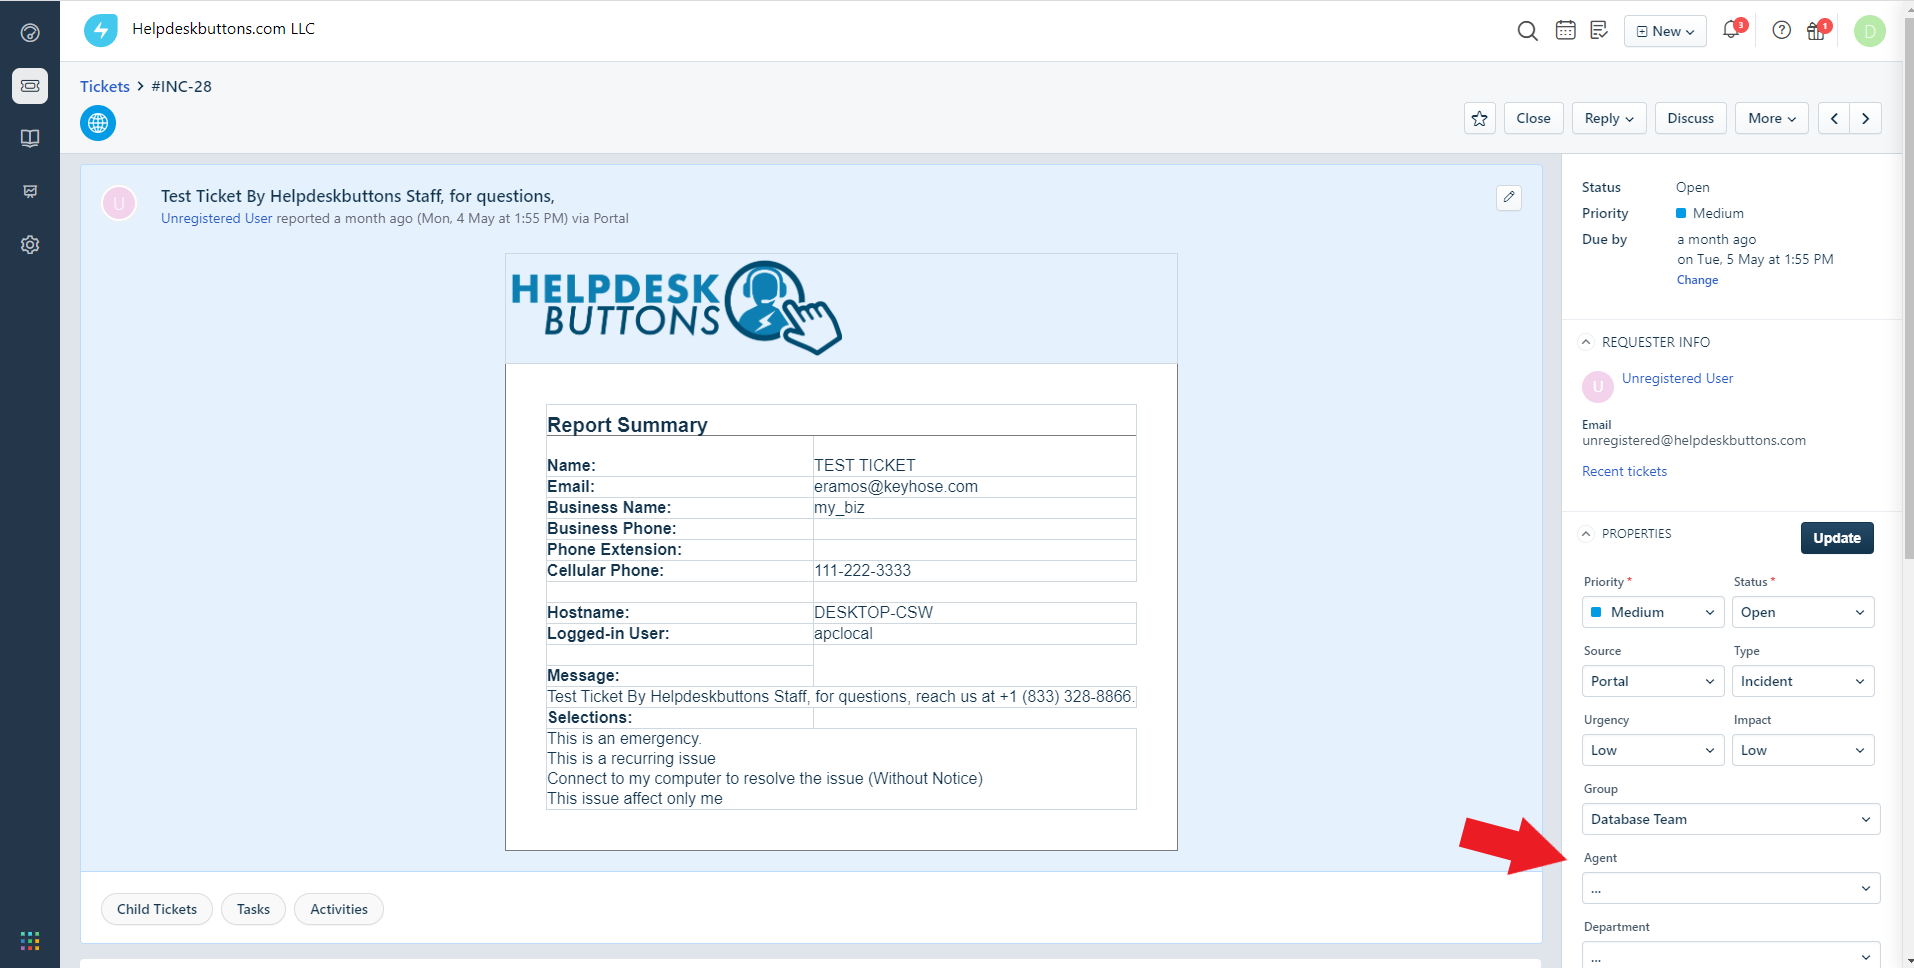 Helpdeskbuttons.com LLC
New
3
1
D
Tickets > #INC-28
Close
Reply
Discuss
More
U
Test Ticket By Helpdeskbuttons Staff, for questions,
Unregistered User reported a month ago (Mon, 4 May at 1:55 PM) via Portal
HELPDESK
BUTTONS
Report Summary
Name: TEST TICKET
Email: eramos@keyhose.com
Business Name: my_biz
Business Phone:
Phone Extension:
Cellular Phone: 111-222-3333
Hostname: DESKTOP-CSW
Logged-in User: apclocal
Message:
Test Ticket By Helpdeskbuttons Staff, for questions, reach us at +1 (833) 328-8866.
Selections:
This is an emergency.
This is a recurring issue
Connect to my computer to resolve the issue (Without Notice)
This issue affect only me
Child Tickets
Tasks
Activities
Status Open
Priority Medium
Due by a month ago
on Tue, 5 May at 1:55 PM
Change
REQUESTER INFO
U
Unregistered User
Email
unregistered@helpdeskbuttons.com
Recent tickets
PROPERTIES
Update
Priority * Status *
Medium Open
Source Type
Portal Incident
Urgency Impact
Low Low
Group
Database Team
Agent
...
Department
...